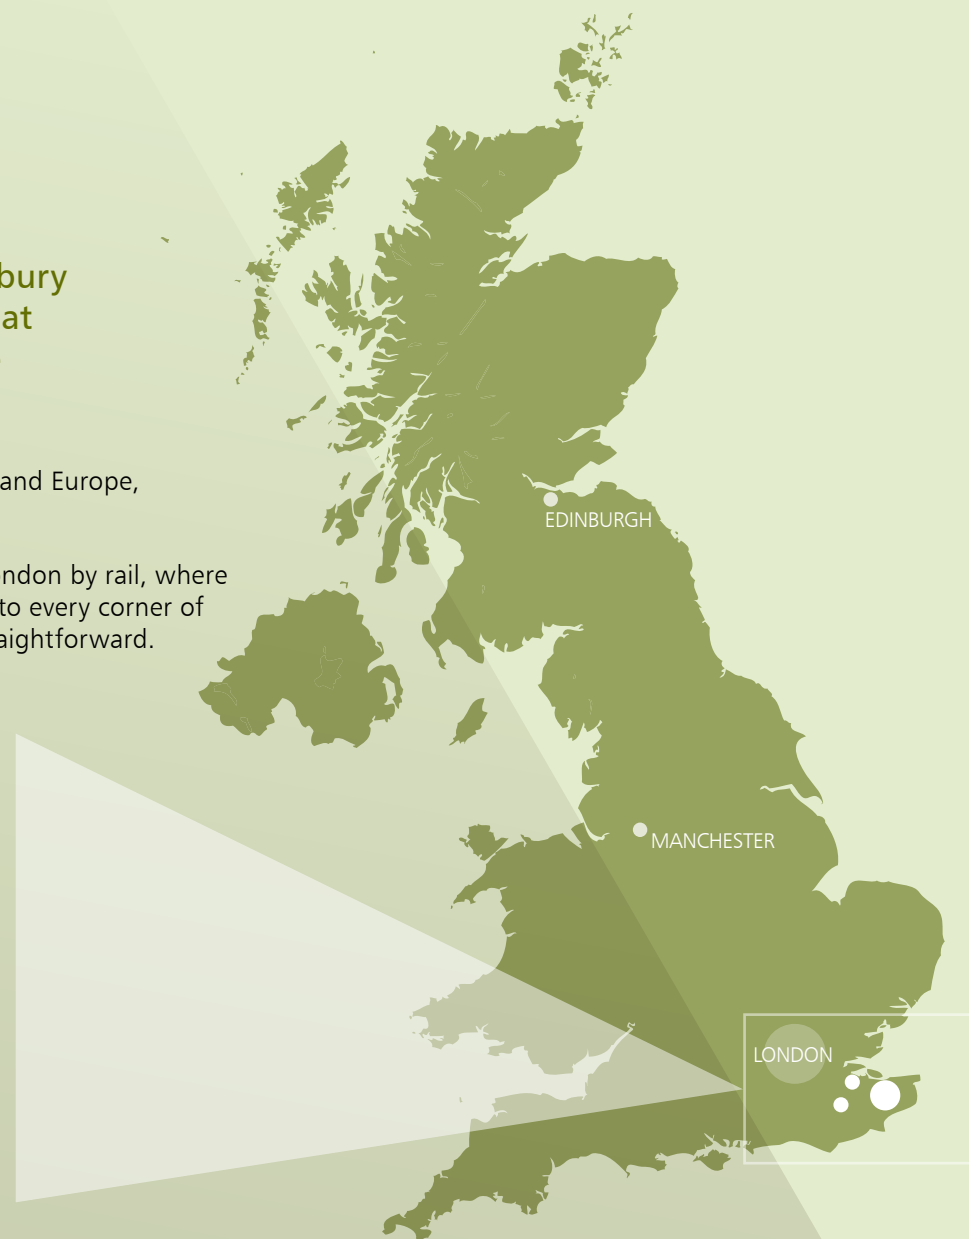 bury
at
and Europe,
ndon by rail, where
to every corner of
aightforward.
EDINBURGH
MANCHESTER
LONDON